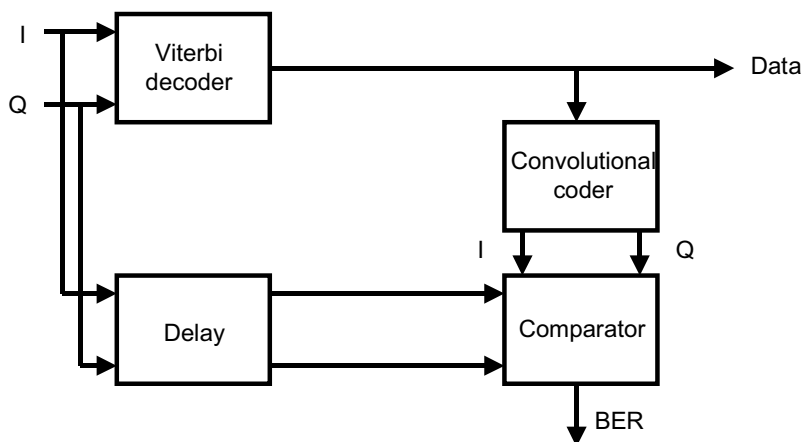 I
Viterbi
decoder
Data
Q
Convolutional
coder
I
Q
Delay
Comparator
BER